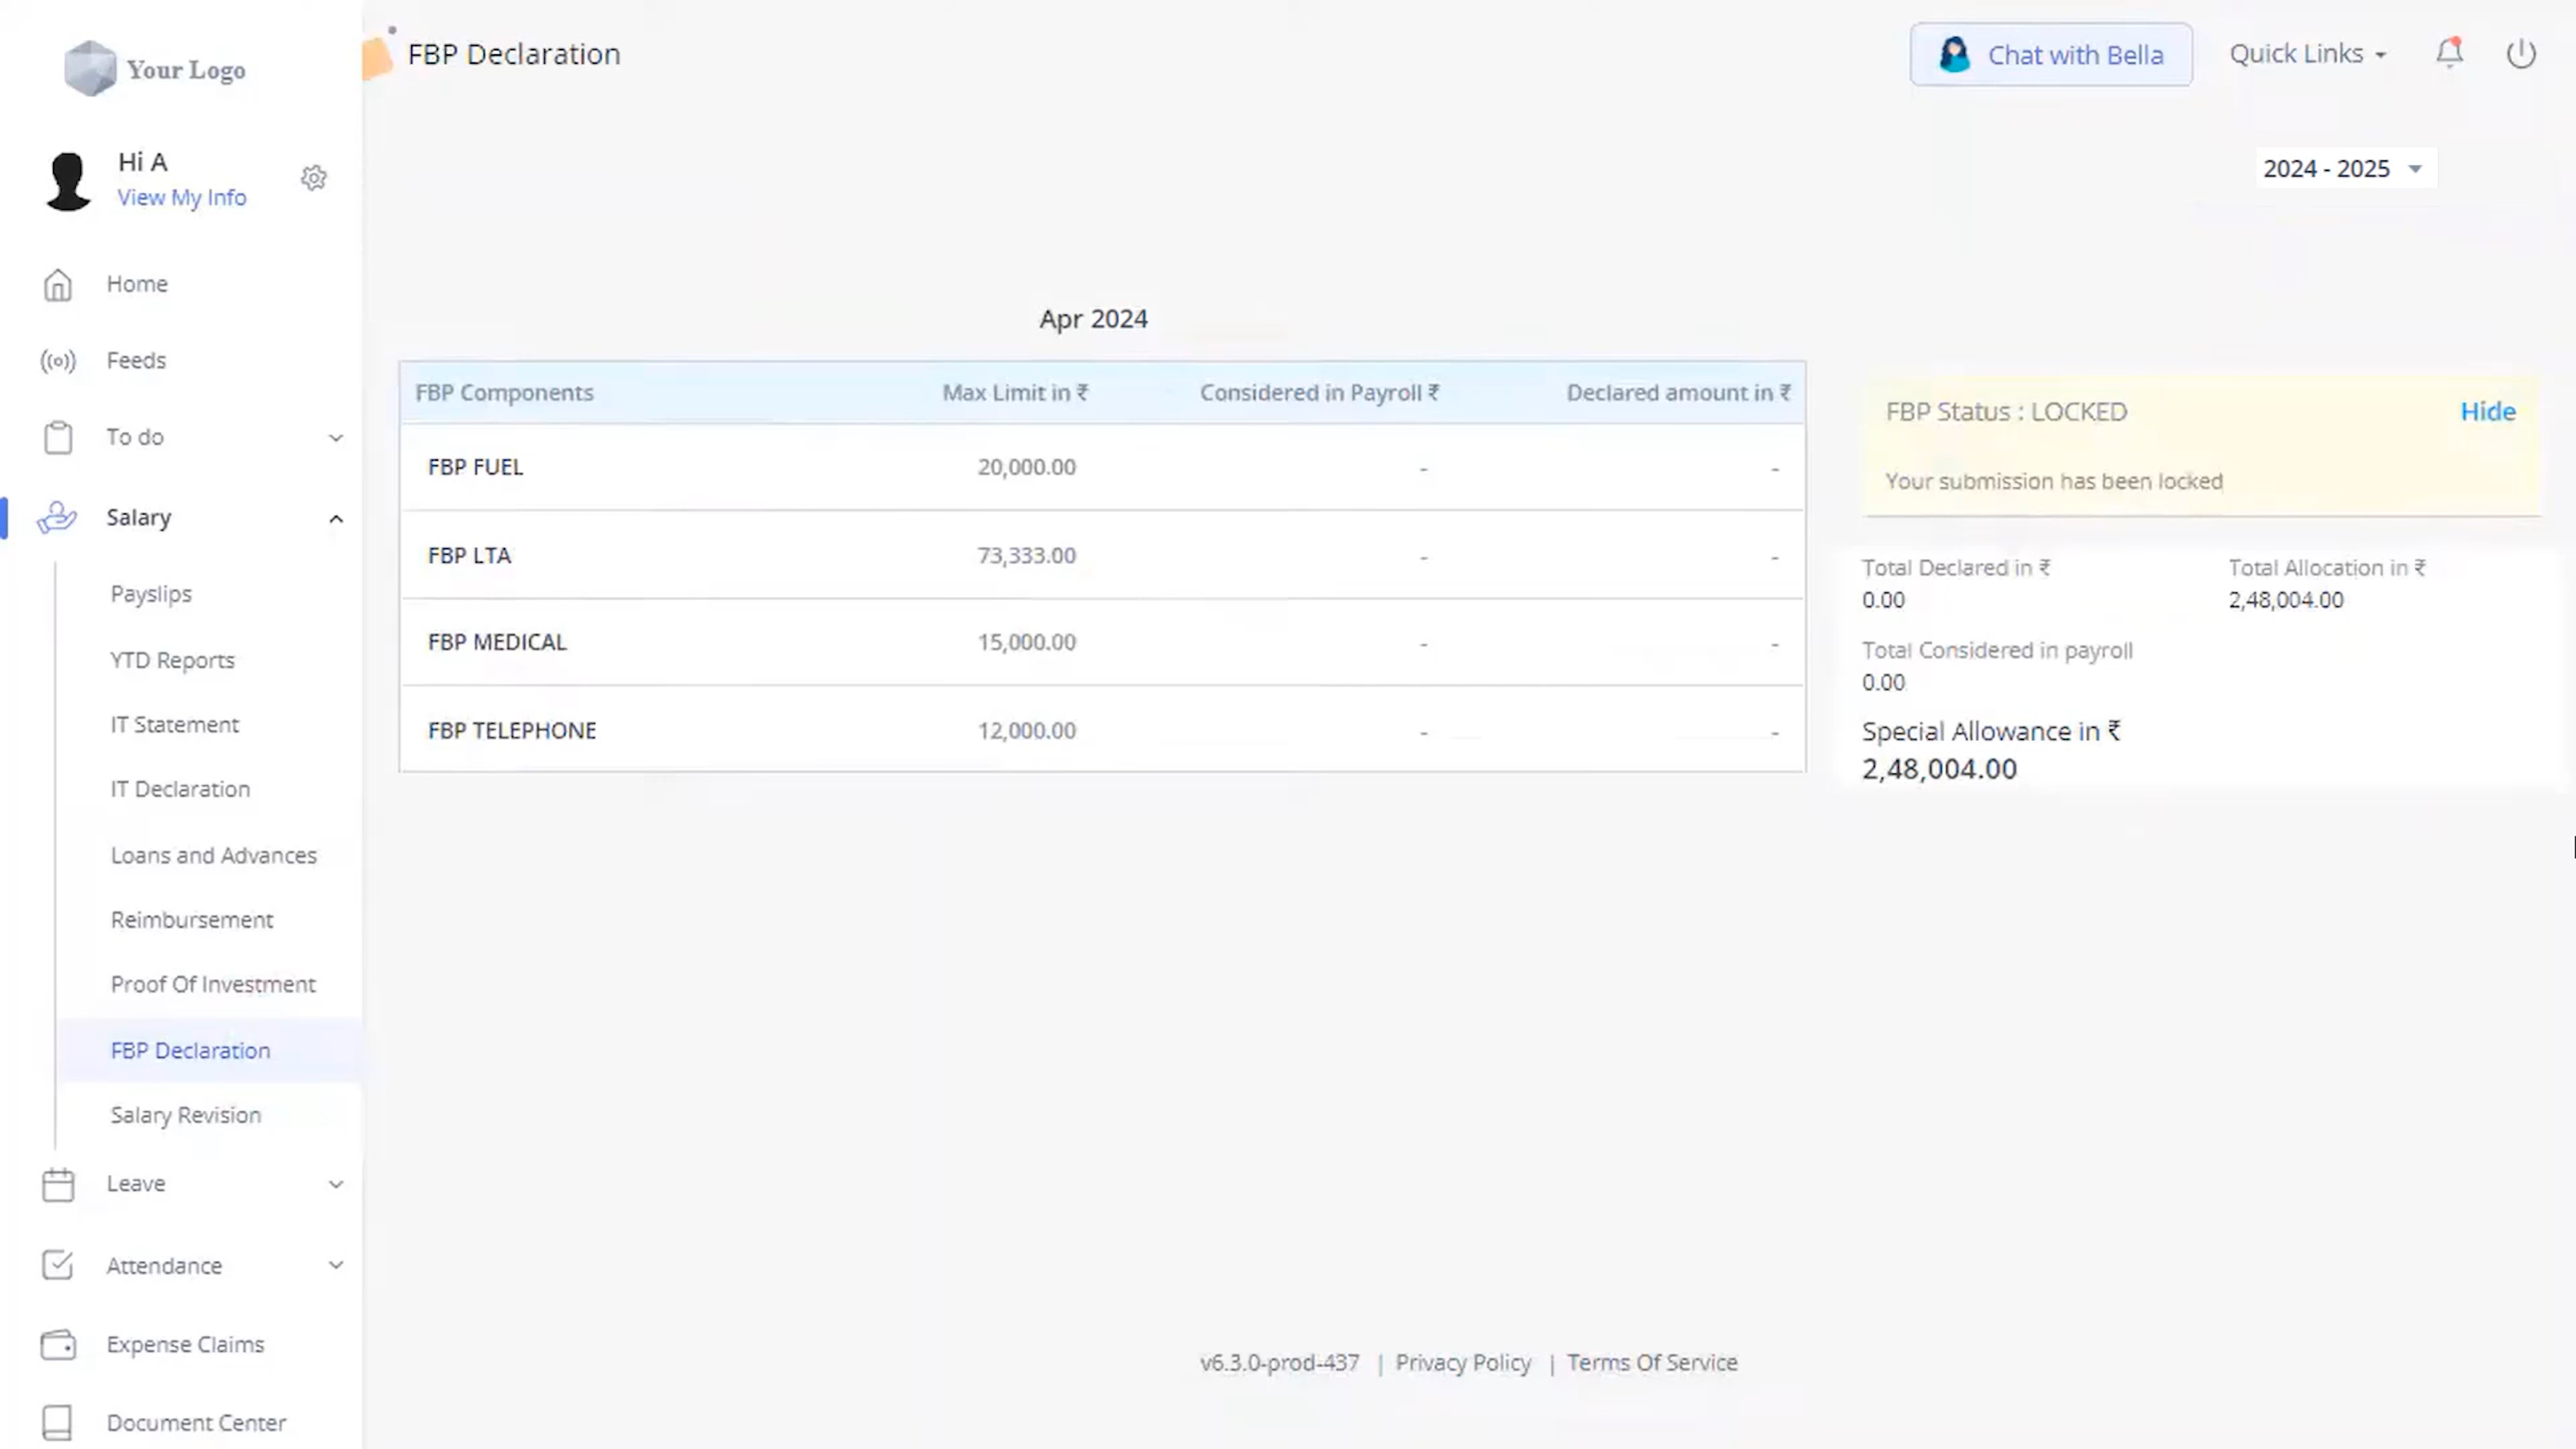 Your Logo
Hi A
View My Info
Home
Feeds
To do
Salary
Payslips
YTD Reports
IT Statement
IT Declaration
Loans and Advances
Reimbursement
Proof Of Investment
FBP Declaration
Salary Revision
Leave
Attendance
Expense Claims
Document Center
FBP Declaration
Chat with Bella
Quick Links
2024 - 2025
Apr 2024
FBP Components Max Limit in ₹ Considered in Payroll ₹ Declared amount in ₹
FBP FUEL 20,000.00 - -
FBP LTA 73,333.00 - -
FBP MEDICAL 15,000.00 - -
FBP TELEPHONE 12,000.00 - -
FBP Status : LOCKED Hide
Your submission has been locked
Total Declared in ₹ Total Allocation in ₹
0.00 2,48,004.00
Total Considered in payroll
0.00
Special Allowance in ₹
2,48,004.00
v6.3.0-prod-437 | Privacy Policy | Terms Of Service